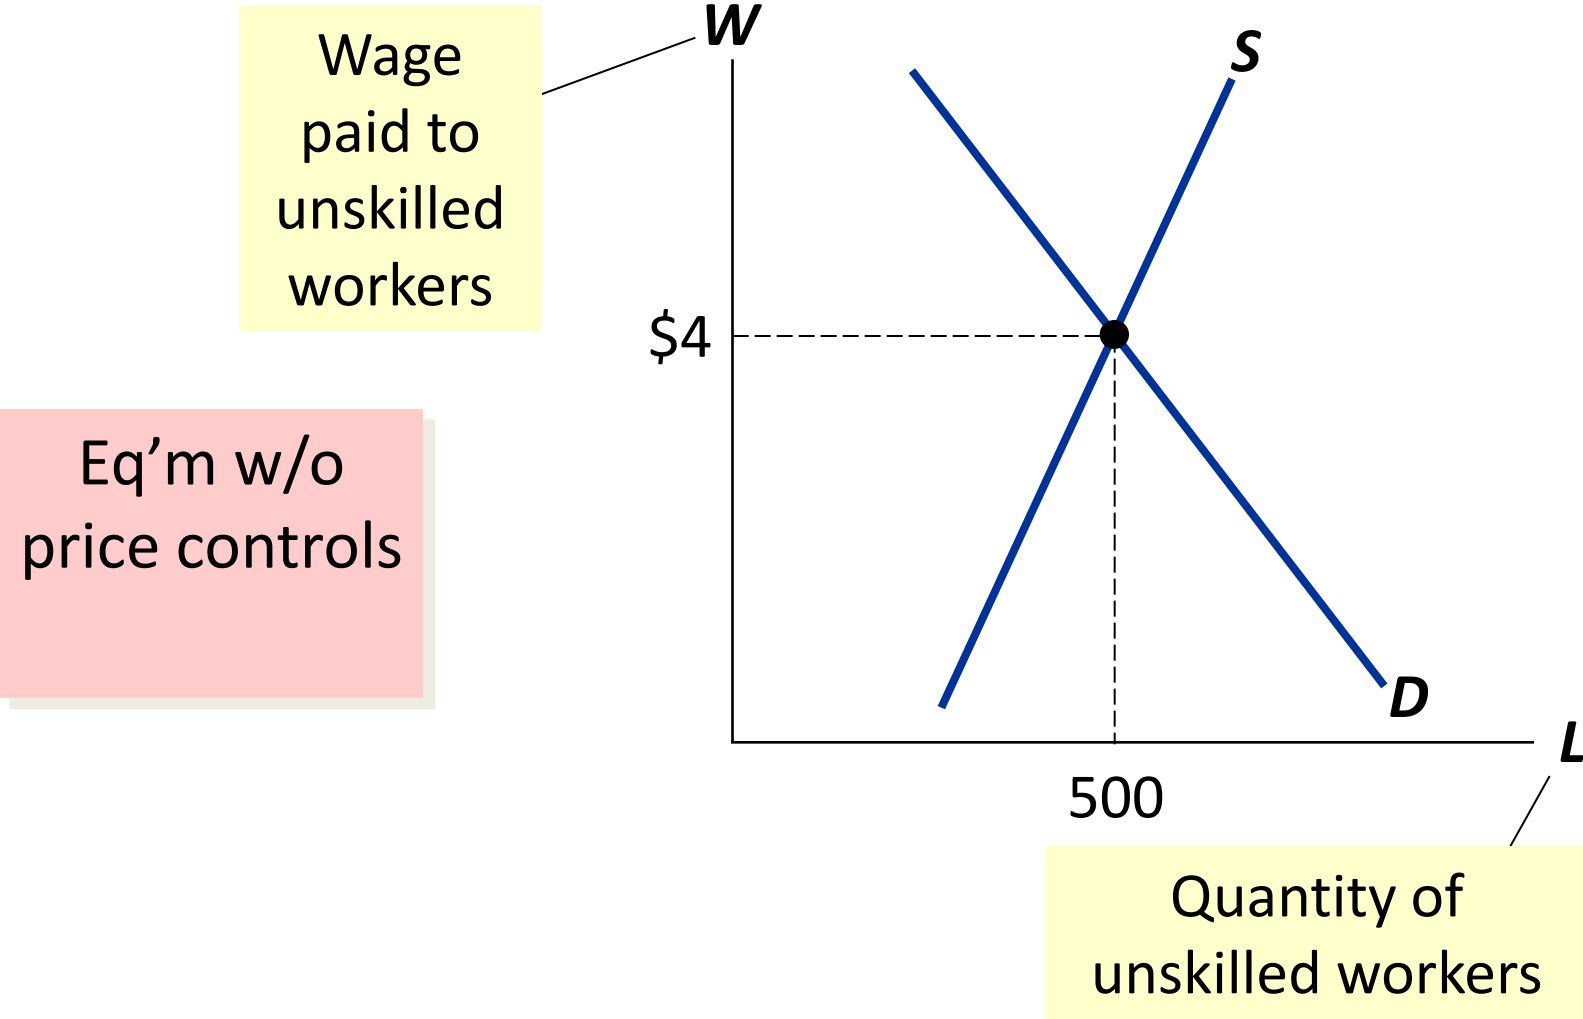 W
Wage
paid to
unskilled
workers
S
$4
Eq’m w/o
price controls
D
L
500
Quantity of
unskilled workers